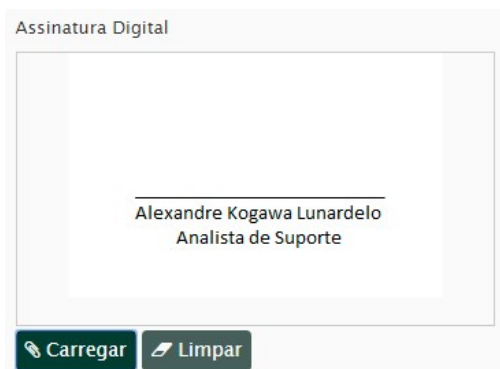 Assinatura Digital
Alexandre Kogawa Lunardelo
Analista de Suporte
Carregar Limpar